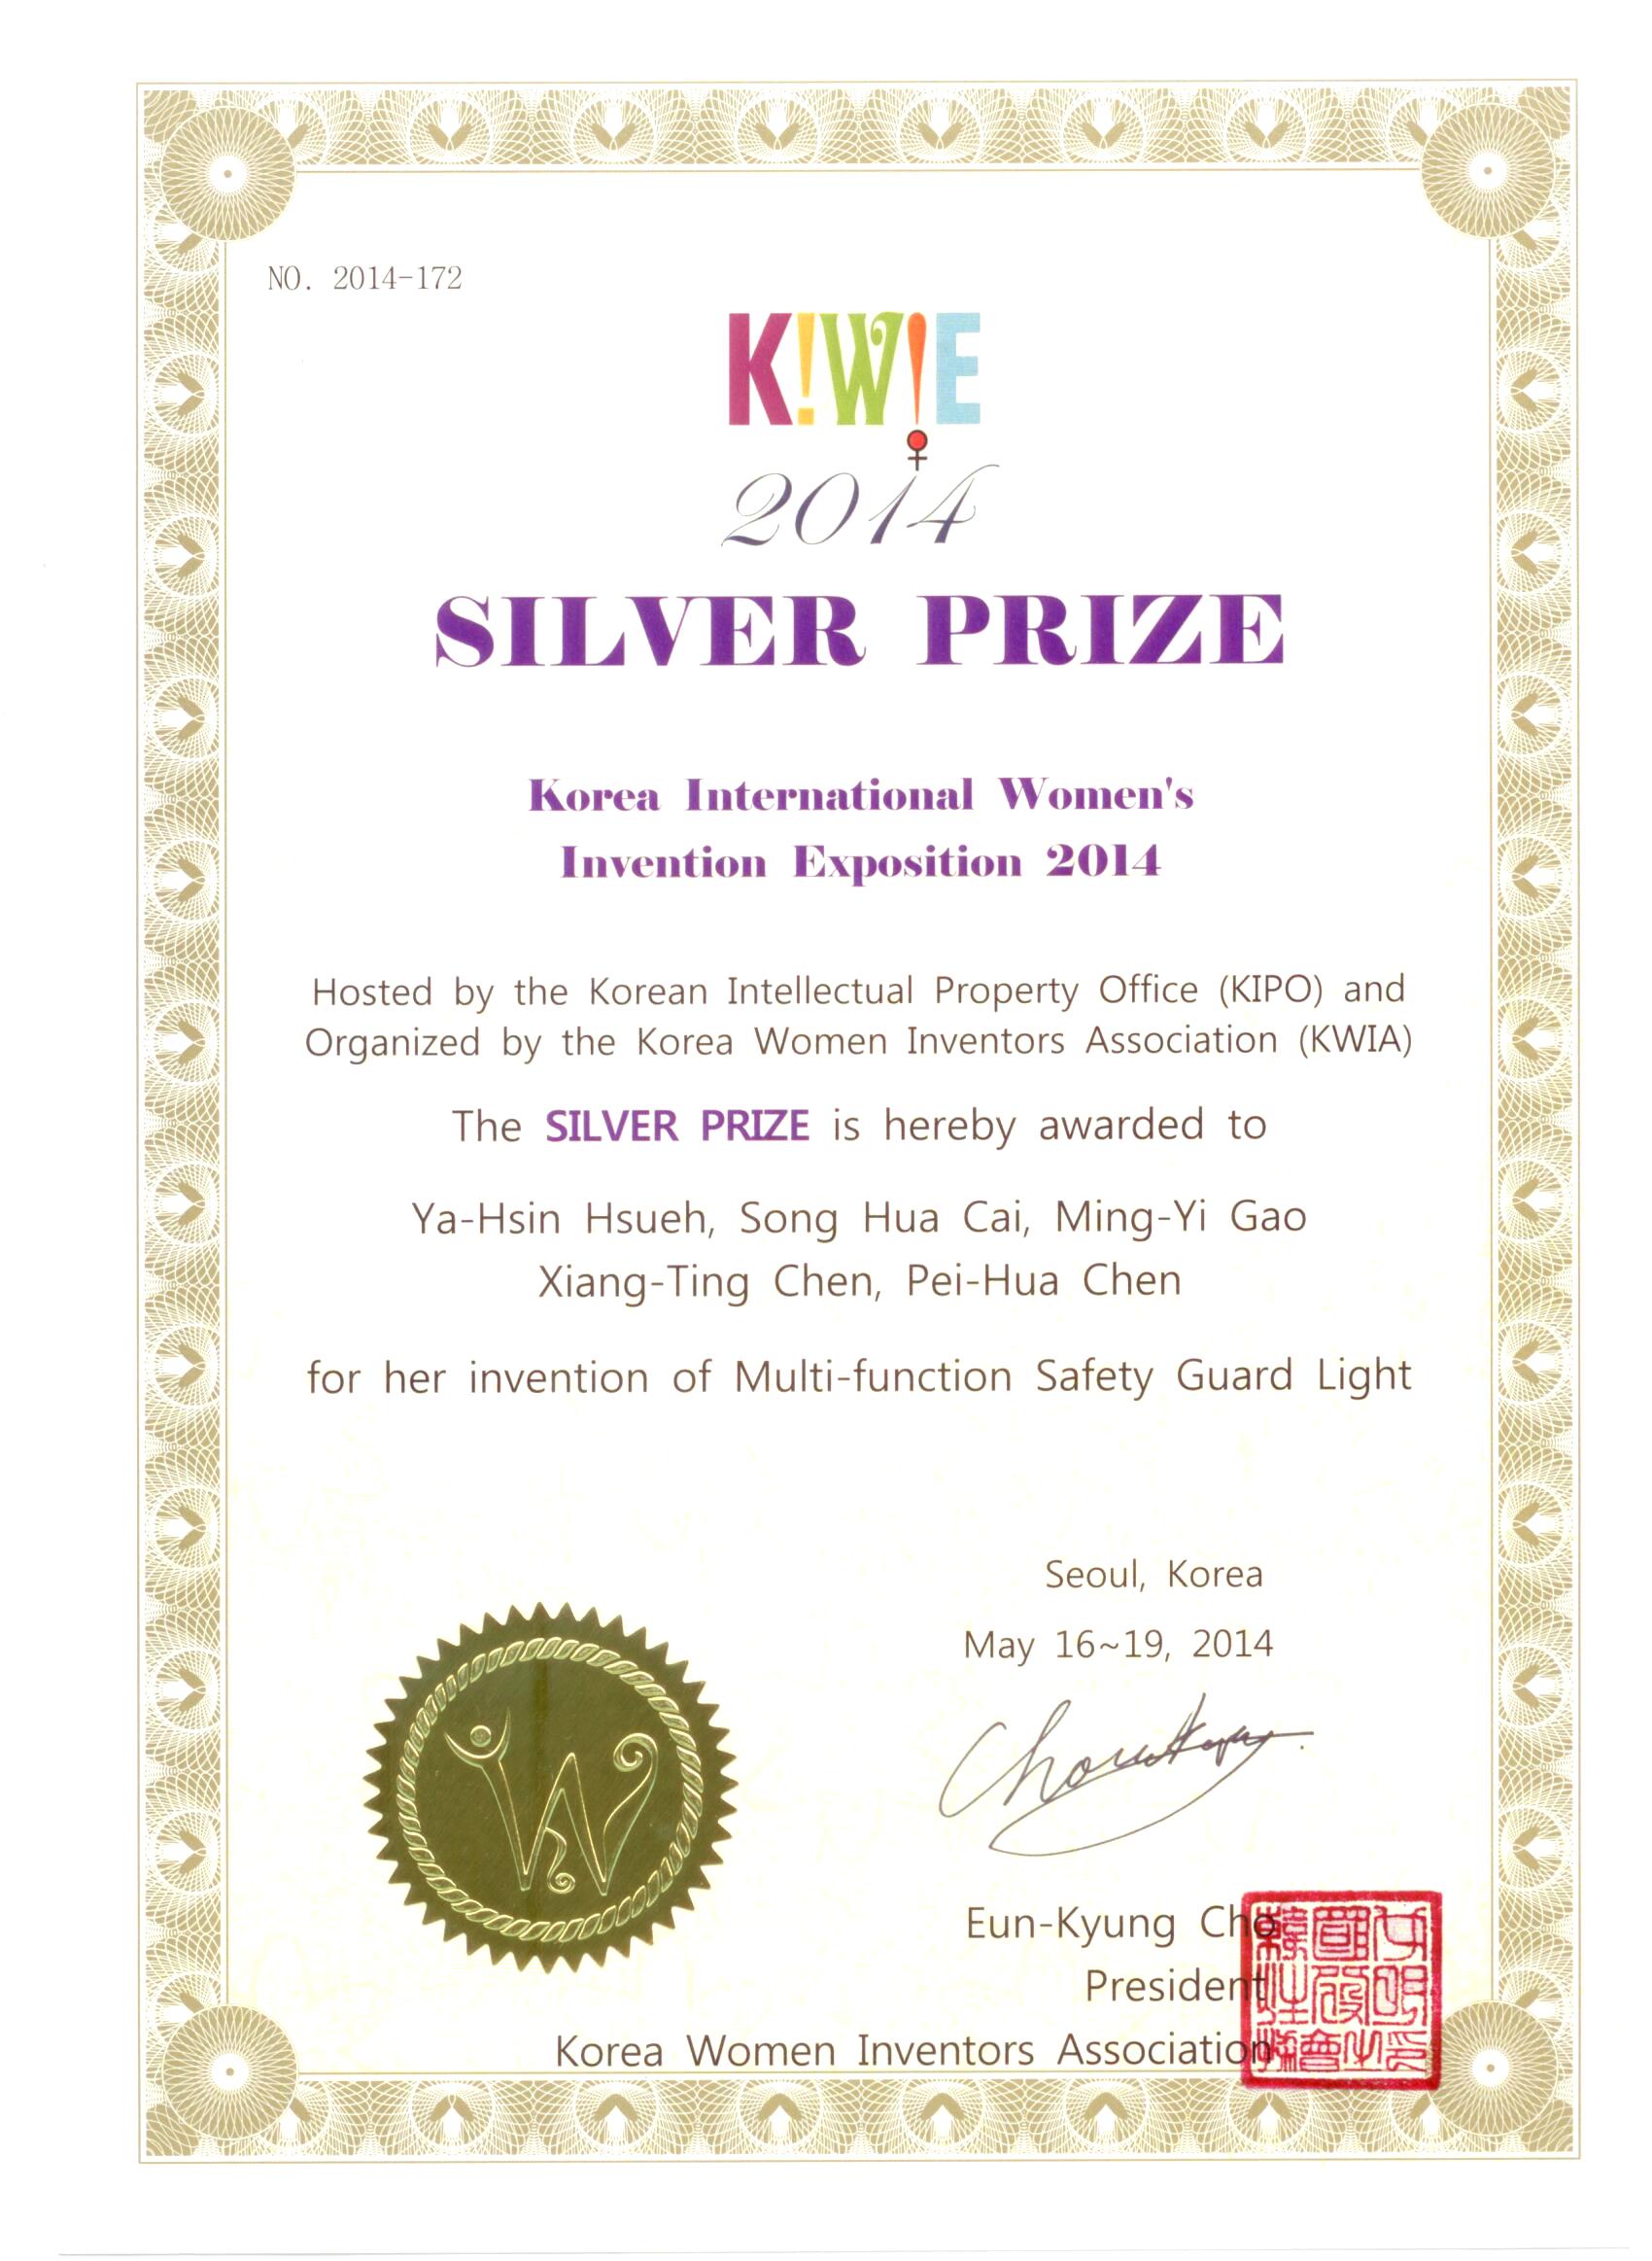 NO. 2014-172
K!W!E
2014
SILVER PRIZE
Korea International Women's
Invention Exposition 2014
Hosted by the Korean Intellectual Property Office (KIPO) and
Organized by the Korea Women Inventors Association (KWIA)
The SILVER PRIZE is hereby awarded to
Ya-Hsin Hsueh, Song Hua Cai, Ming-Yi Gao
Xiang-Ting Chen, Pei-Hua Chen
for her invention of Multi-function Safety Guard Light
Seoul, Korea
May 16~19, 2014
W
Eun-Kyung Cho
President
Korea Women Inventors Association